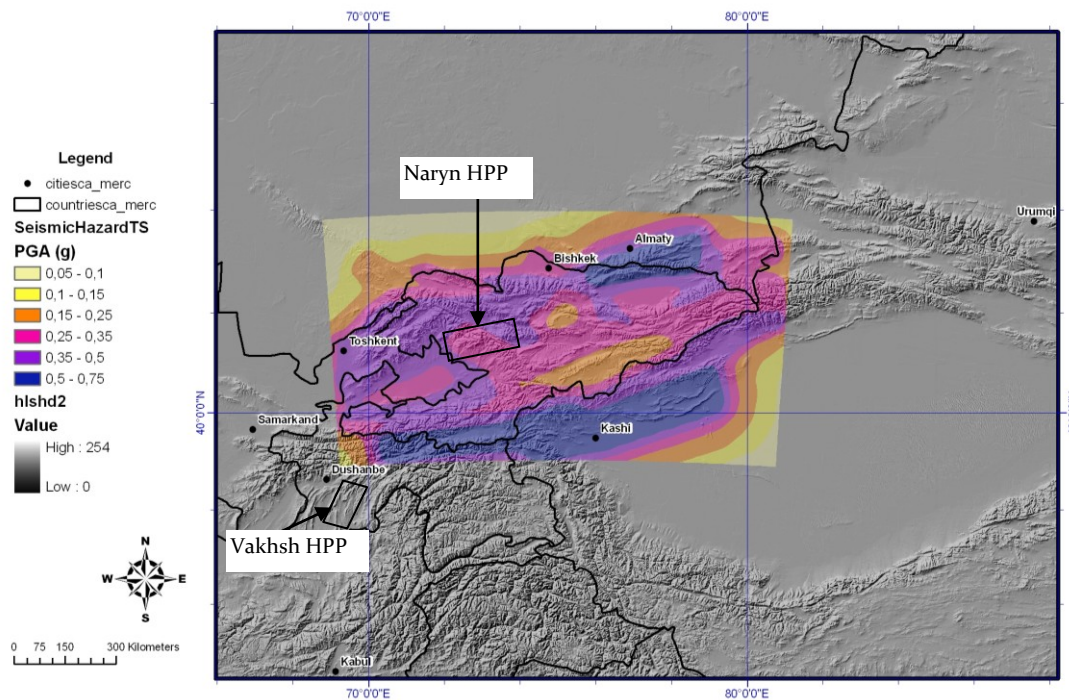 70°0'0"E
80°0'0"E
Legend
citiesca_merc
countriesca_merc
SeismicHazardTS
PGA (g)
0,05 - 0,1
0,1 - 0,15
0,15 - 0,25
0,25 - 0,35
0,35 - 0,5
0,5 - 0,75
hlshd2
Value
High : 254
Low : 0
N
W
E
S
0 75 150 300 Kilometers
Naryn HPP
Urumqi
Almaty
Bishkek
Toshkent
40°0'0"N
Samarkand
Kashi
Dushanbe
Vakhsh HPP
Kabul
70°0'0"E
80°0'0"E